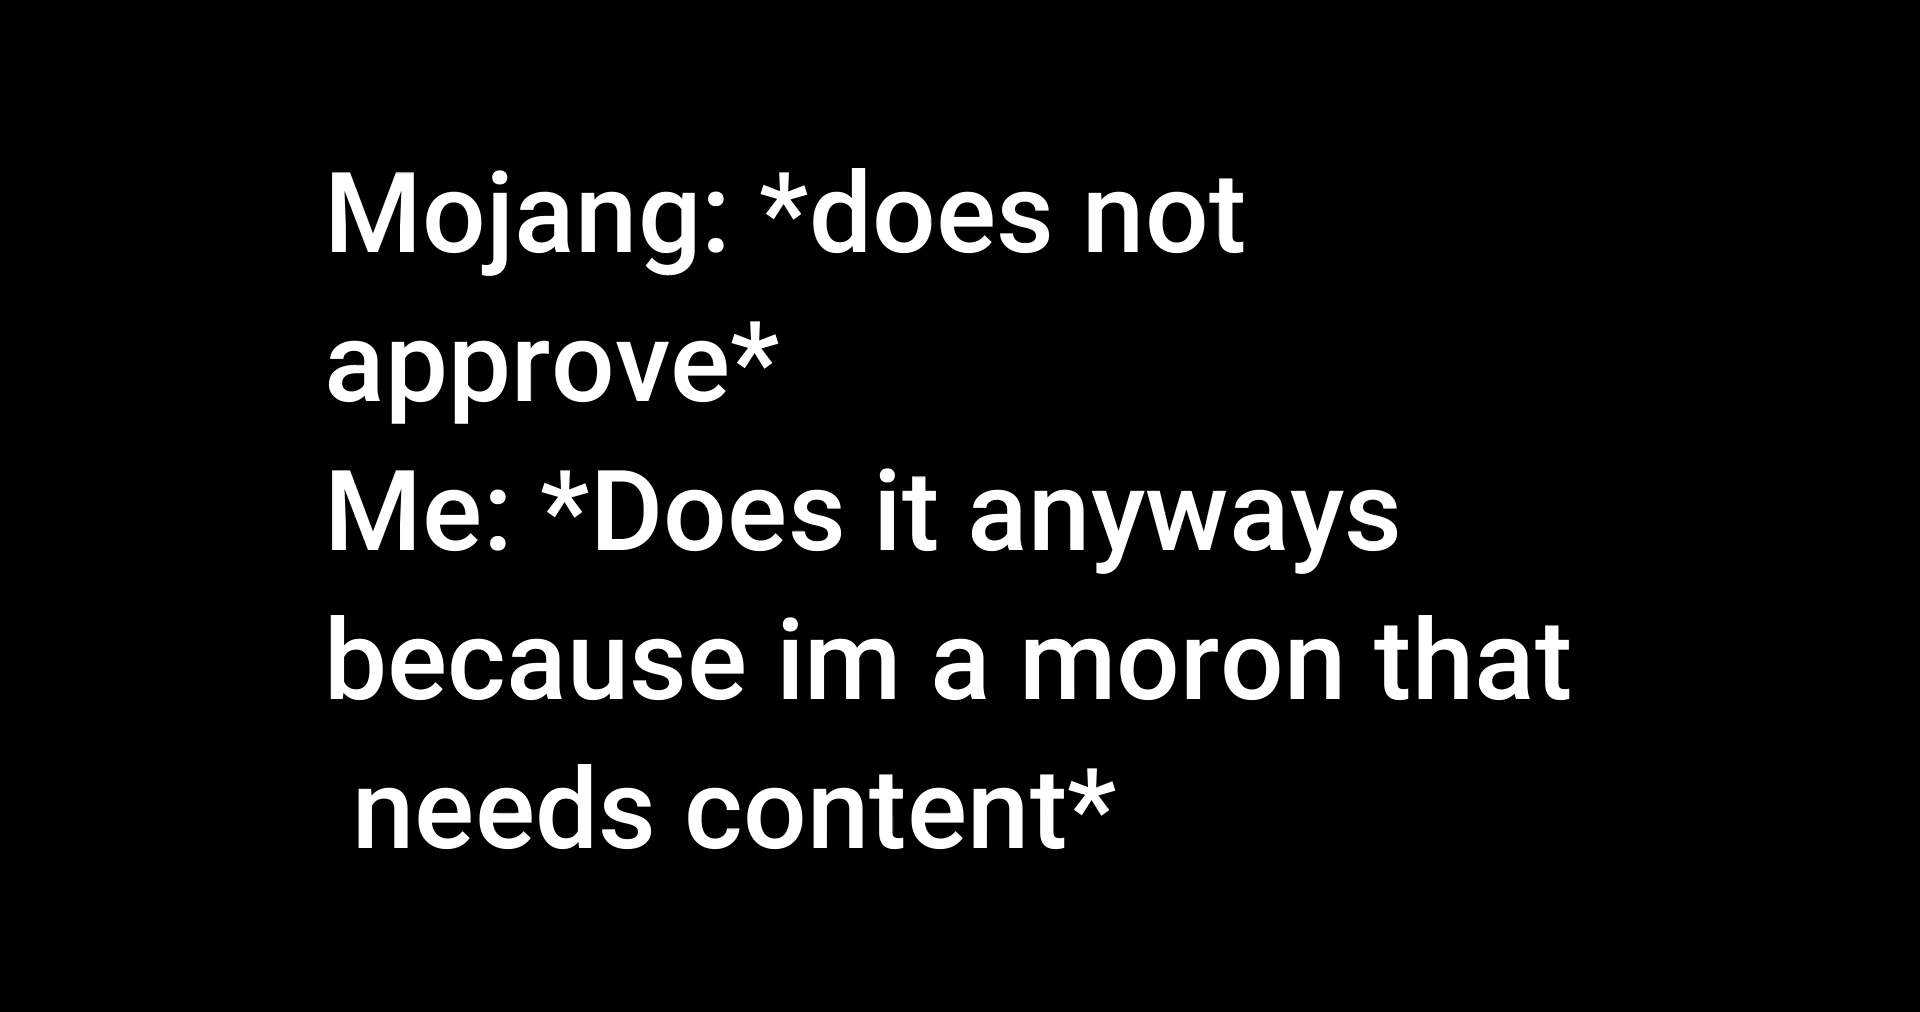 Mojang: *does not
approve*
Me: *Does it anyways
because im a moron that
needs content*